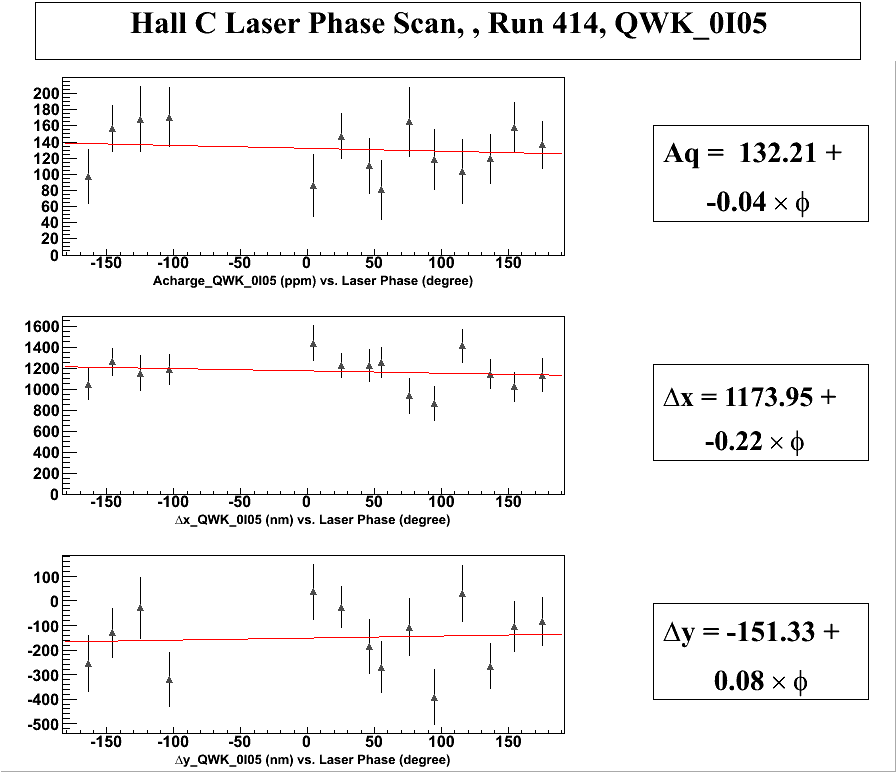 Hall C Laser Phase Scan, , Run 414, QWK_0I05
200
180
160
140
120
100
80
60
40
20
0
-150 -100 -50 0 50 100 150
Acharge_QWK_0I05 (ppm) vs. Laser Phase (degree)
Aq = 132.21 +
-0.04 × ϕ
1600
1400
1200
1000
800
600
400
200
0
-150 -100 -50 0 50 100 150
Δx_QWK_0I05 (nm) vs. Laser Phase (degree)
Δx = 1173.95 +
-0.22 × ϕ
100
0
-100
-200
-300
-400
-500
-150 -100 -50 0 50 100 150
Δy_QWK_0I05 (nm) vs. Laser Phase (degree)
Δy = -151.33 +
0.08 × ϕ